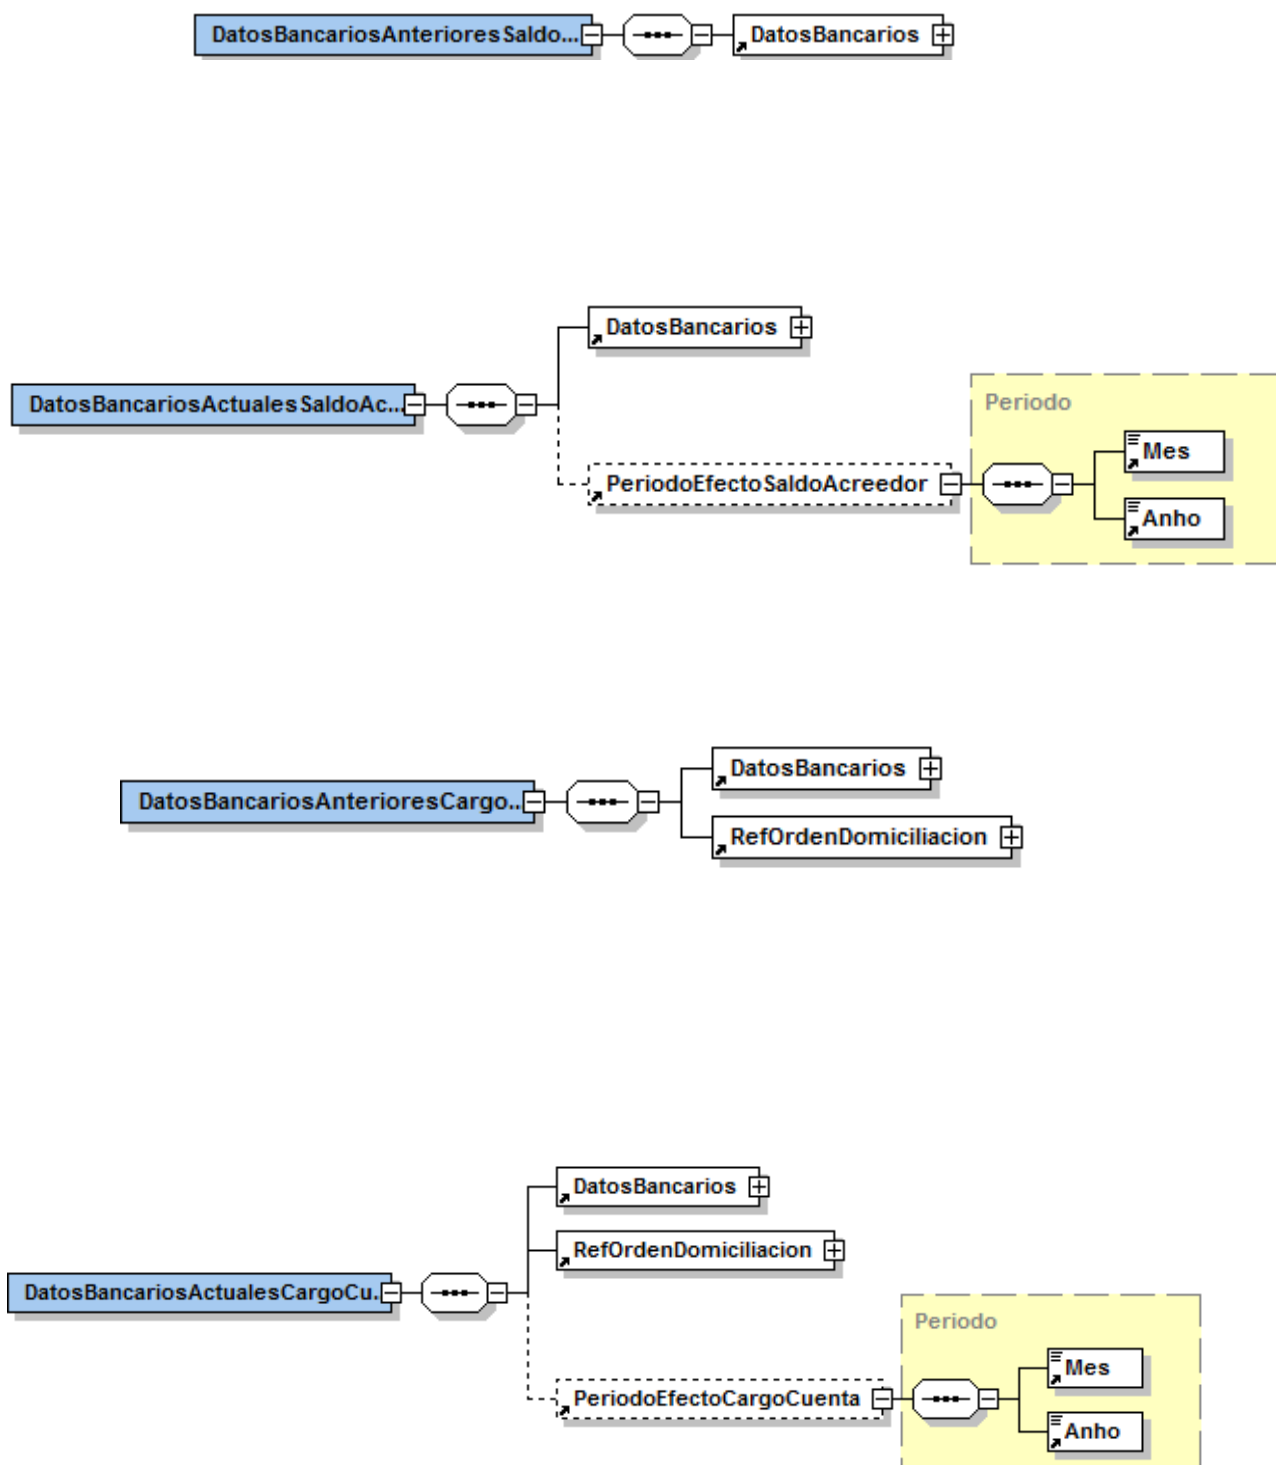 DatosBancariosAnterioresSaldo...
DatosBancarios
DatosBancarios
DatosBancariosActualesSaldoAc...
Periodo
Mes
PeriodoEfectoSaldoAcreedor
Anho
DatosBancarios
DatosBancariosAnterioresCargo...
RefOrdenDomiciliacion
DatosBancarios
RefOrdenDomiciliacion
DatosBancariosActualesCargoCu...
Periodo
Mes
PeriodoEfectoCargoCuenta
Anho